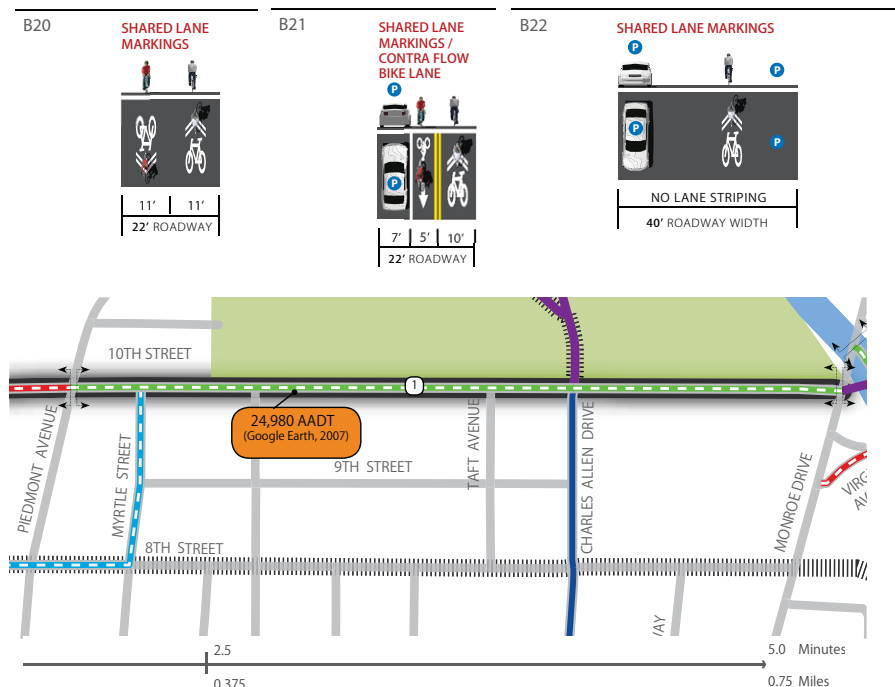 B20
SHARED LANE
MARKINGS
11’
11’
22’ ROADWAY
B21
SHARED LANE
MARKINGS /
CONTRA FLOW
BIKE LANE
P
P
7’
5’
10’
22’ ROADWAY
B22
SHARED LANE MARKINGS
P
P
P
P
NO LANE STRIPING
40’ ROADWAY WIDTH
10TH STREET
1
24,980 AADT
(Google Earth, 2007)
PIEDMONT AVENUE
MYRTLE STREET
9TH STREET
TAFT AVENUE
CHARLES ALLEN DRIVE
MONROE DRIVE
8TH STREET
2.5
5.0 Minutes
0.375
0.75 Miles